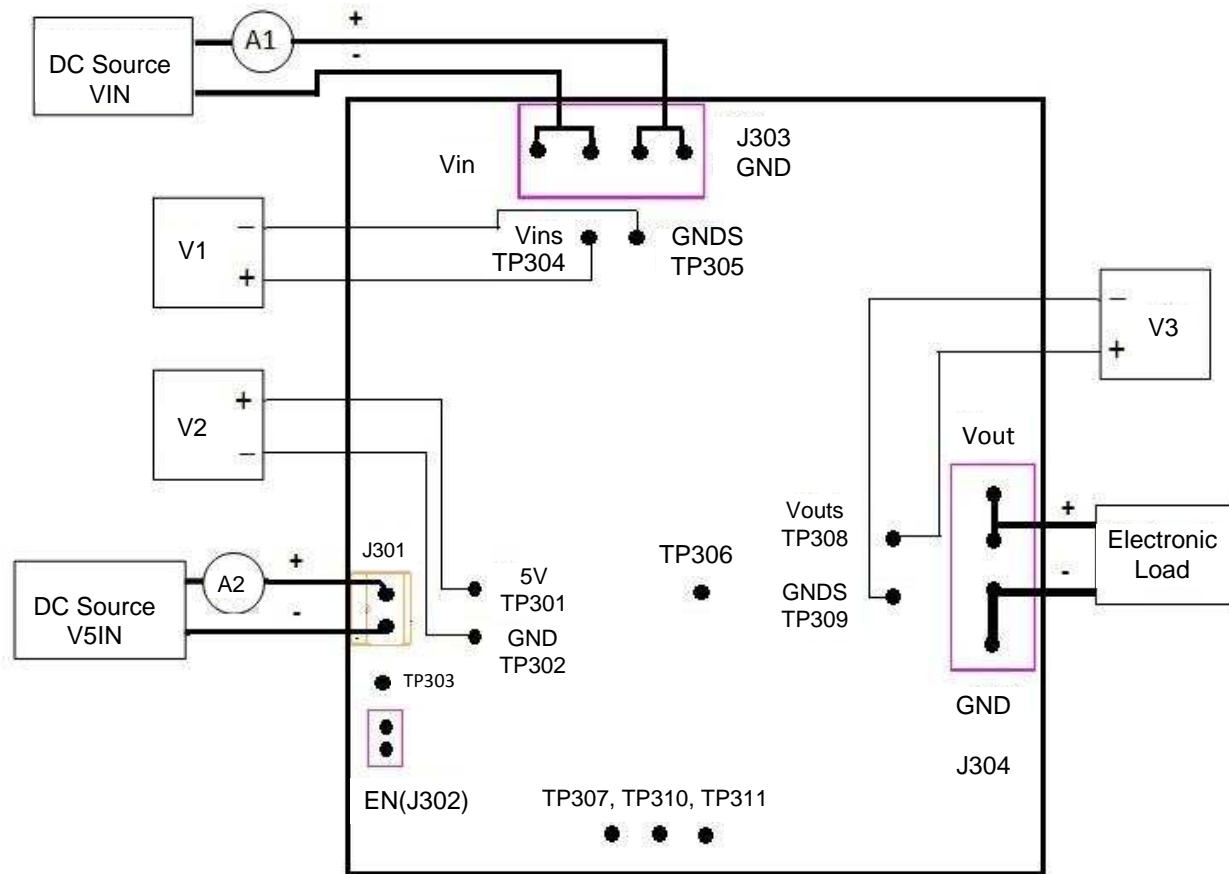 +
A1
-
DC Source
VIN
J303
GND
Vin
V1
−
+
Vins
TP304
GNDS
TP305
−
V3
+
V2
+
−
Vout
Vouts
TP308
GNDS
TP309
+
-
Electronic
Load
TP306
J301
+
A2
-
DC Source
V5IN
5V
TP301
GND
TP302
TP303
GND
J304
EN(J302)
TP307, TP310, TP311